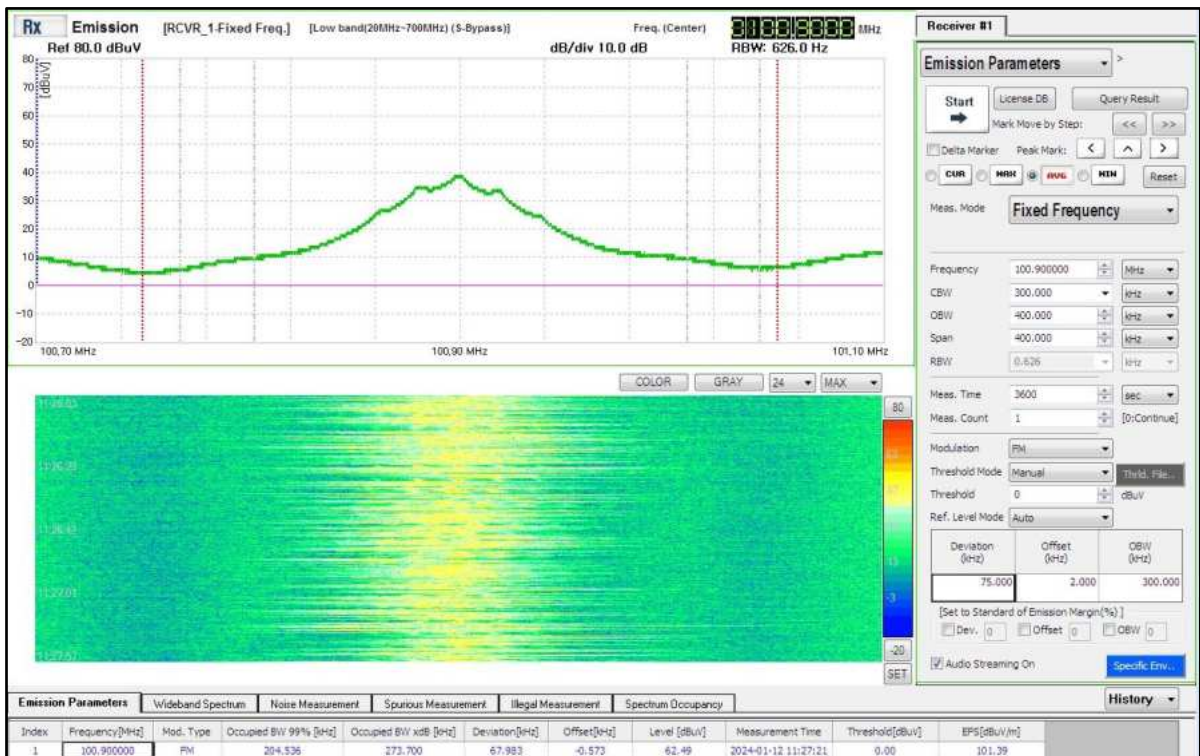 Rx Emission [RCVR_1-Fixed Freq.] [Low band(20MHz~700MHz) (S-Bypass)] Freq. (Center) MHz
Ref 80.0 dBuV dB/div 10.0 dB RBW: 626.0 Hz
[dBuV]
80
70
60
50
40
30
20
10
0
-10
-20
100,70 MHz 100,90 MHz 101,10 MHz
COLOR GRAY 24 MAX
80
-3
-20
SET
Receiver #1
Emission Parameters >
Start License DB Query Result
Mark Move by Step: << >>
Delta Marker Peak Mark: < ^ >
CUR MAX AVG MIN Reset
Meas. Mode Fixed Frequency
Frequency 100.900000 MHz
CBW 300.000 kHz
OBW 400.000 kHz
Span 400.000 kHz
RBW 0.626 kHz
Meas. Time 3600 sec
Meas. Count 1 [0:Continue]
Modulation FM
Threshold Mode Manual Thrld. File..
Threshold 0 dBuV
Ref. Level Mode Auto
Deviation (kHz) Offset (kHz) OBW (kHz)
75.000 2.000 300.000
[Set to Standard of Emission Margin(%) ]
Dev. 0 Offset 0 OBW 0
Audio Streaming On Specific Env..
Emission Parameters Wideband Spectrum Noise Measurement Spurious Measurement Illegal Measurement Spectrum Occupancy History
Index Frequency[MHz] Mod. Type Occupied BW 99% [kHz] Occupied BW xdB [kHz] Deviation[kHz] Offset[kHz] Level [dBuV] Measurement Time Threshold[dBuV] EFS[dBuV/m]
1 100.900000 FM 204.536 273.700 67.983 -0.573 62.49 2024-01-12 11:27:21 0.00 101.39